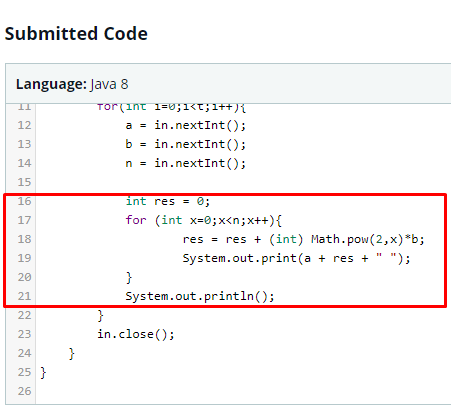 Submitted Code
Language: Java 8
11 for(int i=0;i<t;i++){
12 a = in.nextInt();
13 b = in.nextInt();
14 n = in.nextInt();
15
16 int res = 0;
17 for (int x=0;x<n;x++){
18 res = res + (int) Math.pow(2,x)*b;
19 System.out.print(a + res + " ");
20 }
21 System.out.println();
22 }
23 in.close();
24 }
25 }
26